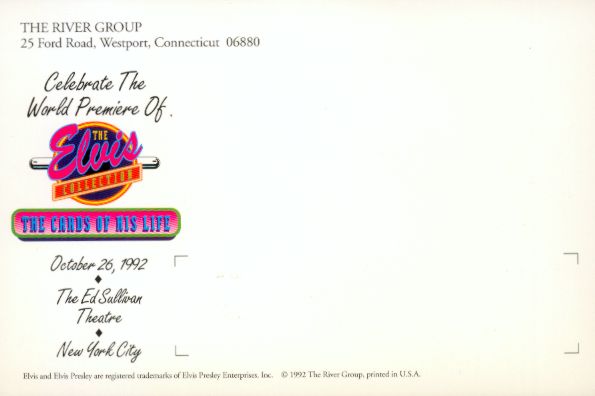 THE RIVER GROUP
25 Ford Road, Westport, Connecticut 06880
Celebrate The
World Premiere Of.
THE
Elvis
COLLECTION
THE CARDS OF HIS LIFE
October 26, 1992
The Ed Sullivan
Theatre
New York City
Elvis and Elvis Presley are registered trademarks of Elvis Presley Enterprises, Inc. © 1992 The River Group, printed in U.S.A.